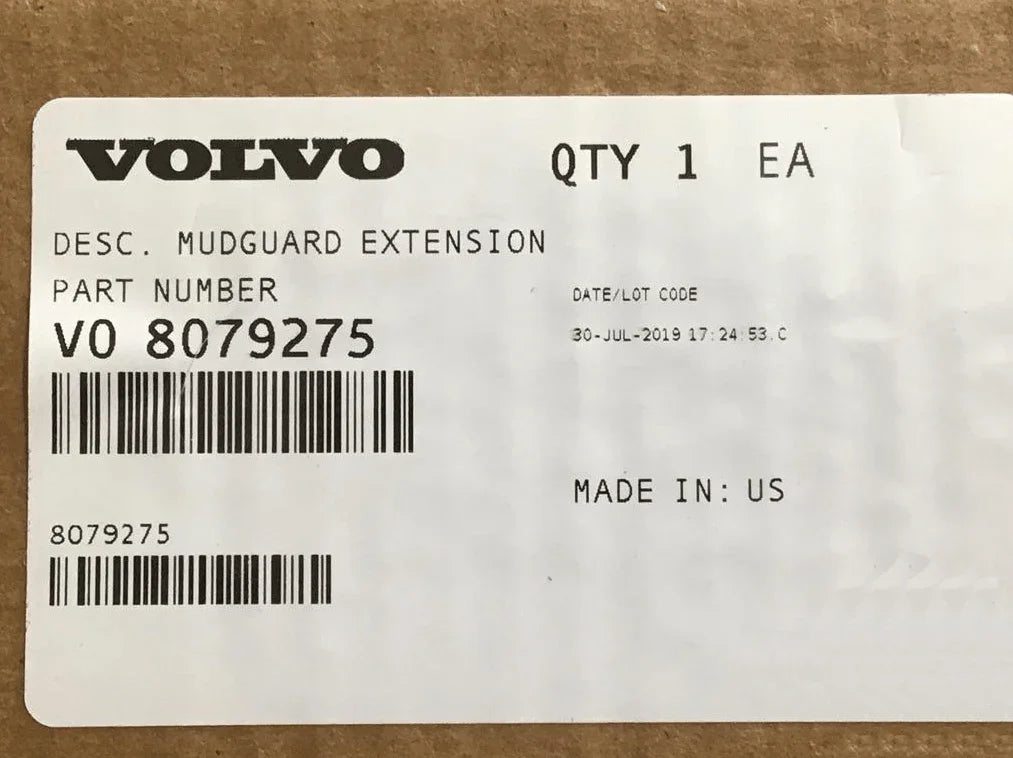 VOLVO
QTY 1 EA
DESC. MUDGUARD EXTENSION
PART NUMBER
DATE/LOT CODE
VO 8079275
30-JUL-2019 17:24:53.C
MADE IN: US
8079275